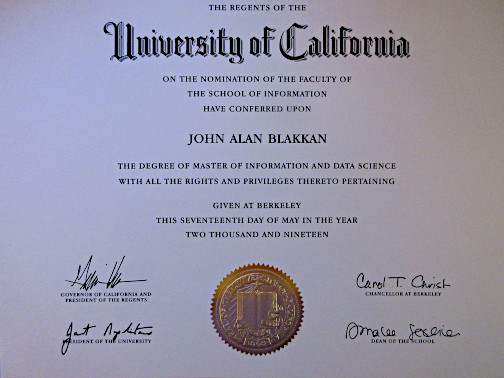 THE REGENTS OF THE
University of California
ON THE NOMINATION OF THE FACULTY OF
THE SCHOOL OF INFORMATION
HAVE CONFERRED UPON
JOHN ALAN BLAKKAN
THE DEGREE OF MASTER OF INFORMATION AND DATA SCIENCE
WITH ALL THE RIGHTS AND PRIVILEGES THERETO PERTAINING
GIVEN AT BERKELEY
THIS SEVENTEENTH DAY OF MAY IN THE YEAR
TWO THOUSAND AND NINETEEN
GOVERNOR OF CALIFORNIA AND
PRESIDENT OF THE REGENTS
Carol T. Christ
CHANCELLOR AT BERKELEY
PRESIDENT OF THE UNIVERSITY
DEAN OF THE SCHOOL